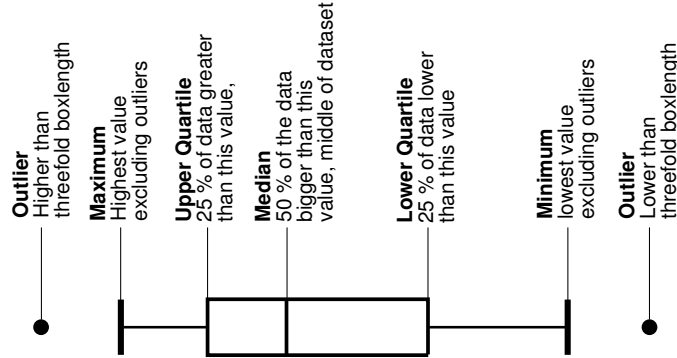 Outlier
Higher than
threefold boxlength
Maximum
Highest value
excluding outliers
Upper Quartile
25 % of data greater
than this value,
Median
50 % of the data
bigger than this
value, middle of dataset
Lower Quartile
25 % of data lower
than this value
Minimum
lowest value
excluding outliers
Outlier
Lower than
threefold boxlength